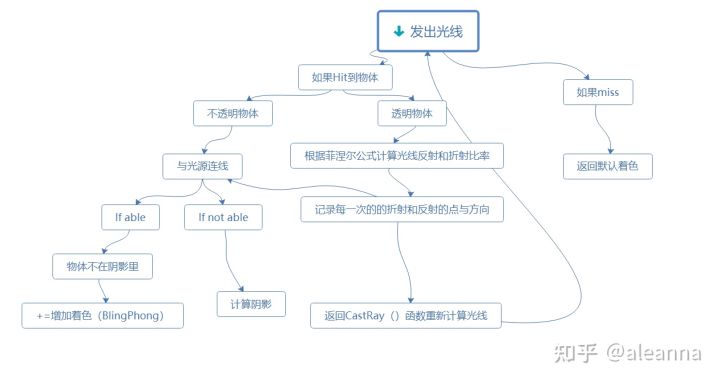 发出光线
如果Hit到物体
如果miss
不透明物体
透明物体
与光源连线
根据菲涅尔公式计算光线反射和折射比率
返回默认着色
If able
If not able
记录每一次的的折射和反射的点与方向
物体不在阴影里
+=增加着色（BlingPhong）
计算阴影
返回CastRay（）函数重新计算光线
知乎 @aleanna